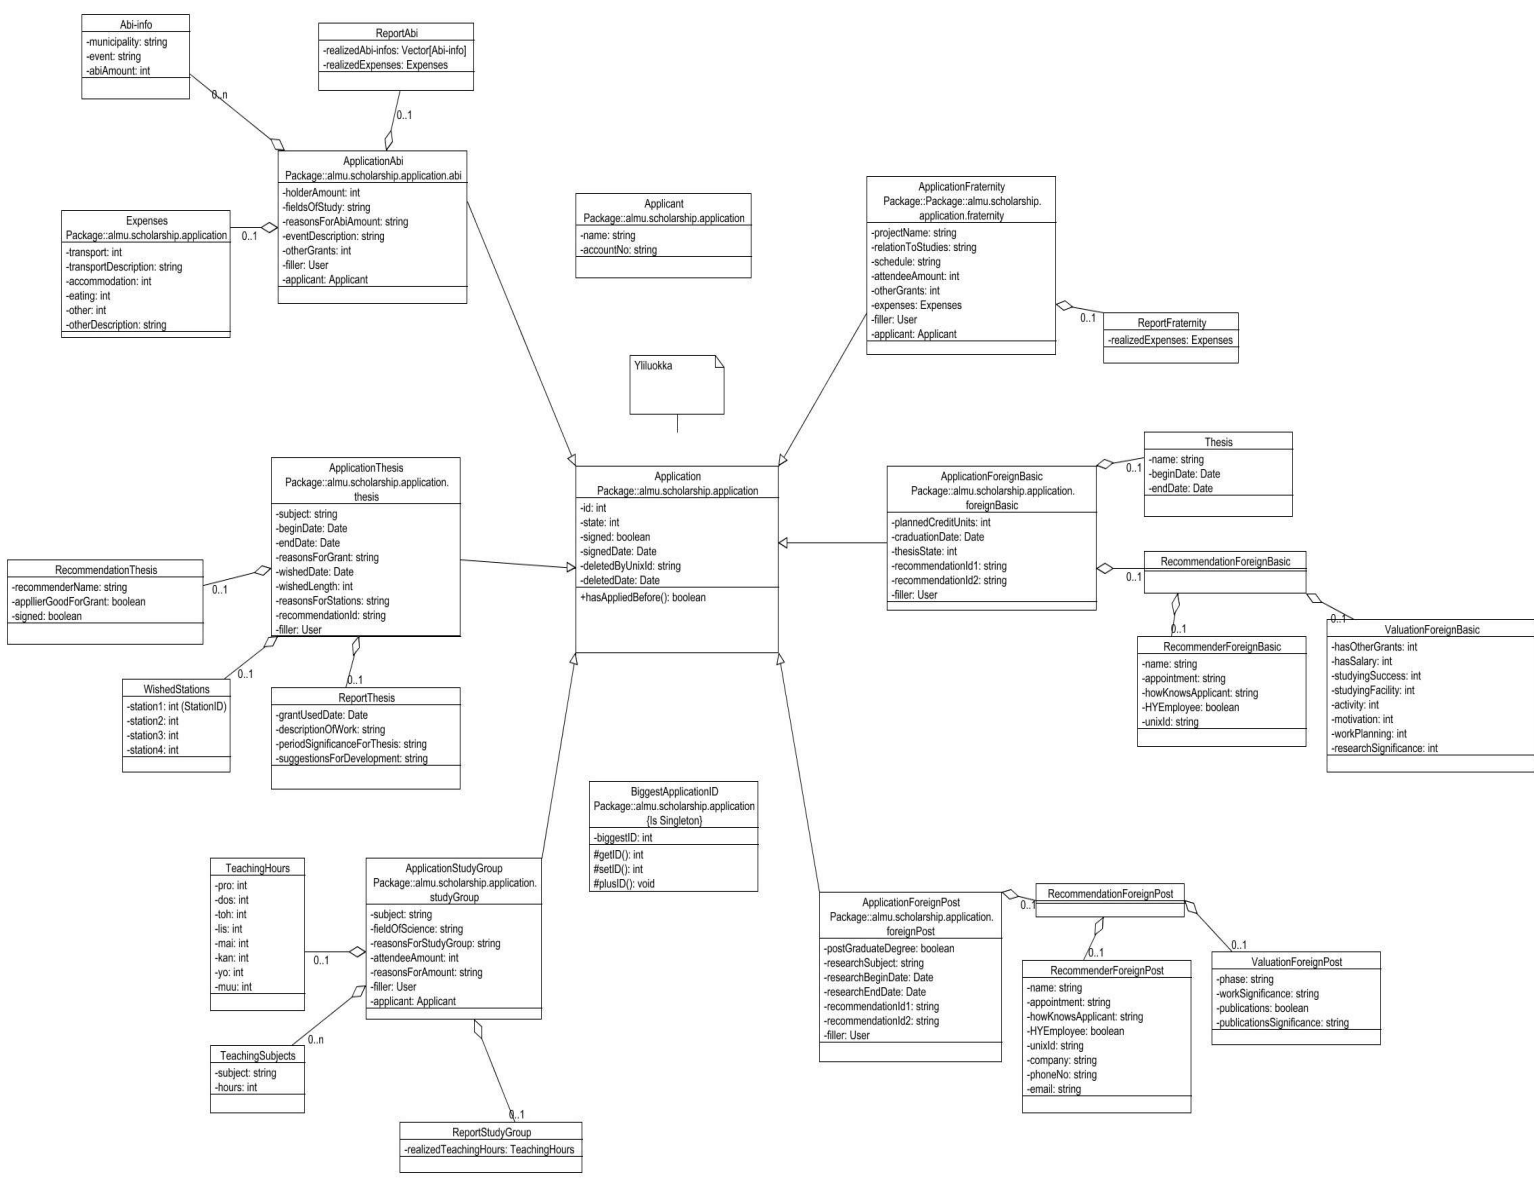 Abi-info
-municipality: string
-event: string
-abiAmount: int
0..n
ReportAbi
-realizedAbi-infos: Vector[Abi-info]
-realizedExpenses: Expenses
0..1
ApplicationAbi
Package::almu.scholarship.application.abi
-holderAmount: int
-fieldsOfStudy: string
-reasonsForAbiAmount: string
-eventDescription: string
-otherGrants: int
-filler: User
-applicant: Applicant
Expenses
Package::almu.scholarship.application
-transport: int
-transportDescription: string
-accommodation: int
-eating: int
-other: int
-otherDescription: string
0..1
Applicant
Package::almu.scholarship.application
-name: string
-accountNo: string
ApplicationFraternity
Package::Package::almu.scholarship.
application.fraternity
-projectName: string
-relationToStudies: string
-schedule: string
-attendeeAmount: int
-otherGrants: int
-expenses: Expenses
-filler: User
-applicant: Applicant
0..1
ReportFraternity
-realizedExpenses: Expenses
Yliluokka
ApplicationThesis
Package::almu.scholarship.application.
thesis
-subject: string
-beginDate: Date
-endDate: Date
-reasonsForGrant: string
-wishedDate: Date
-wishedLength: int
-reasonsForStations: string
-recommendationId: string
-filler: User
RecommendationThesis
-recommenderName: string
-appllierGoodForGrant: boolean
-signed: boolean
0..1
0..1
WishedStations
-station1: int (StationID)
-station2: int
-station3: int
-station4: int
0..1
ReportThesis
-grantUsedDate: Date
-descriptionOfWork: string
-periodSignificanceForThesis: string
-suggestionsForDevelopment: string
Application
Package::almu.scholarship.application
-id: int
-state: int
-signed: boolean
-signedDate: Date
-deletedByUnixId: string
-deletedDate: Date
+hasAppliedBefore(): boolean
ApplicationForeignBasic
Package::almu.scholarship.application.
foreignBasic
-plannedCreditUnits: int
-craduationDate: Date
-thesisState: int
-recommendationId1: string
-recommendationId2: string
-filler: User
0..1
Thesis
-name: string
-beginDate: Date
-endDate: Date
0..1
RecommendationForeignBasic
0..1
RecommenderForeignBasic
-name: string
-appointment: string
-howKnowsApplicant: string
-HYEmployee: boolean
-unixId: string
0..1
ValuationForeignBasic
-hasOtherGrants: int
-hasSalary: int
-studyingSuccess: int
-studyingFacility: int
-activity: int
-motivation: int
-workPlanning: int
-researchSignificance: int
BiggestApplicationID
Package::almu.scholarship.application
{Is Singleton}
-biggestID: int
#getID(): int
#setID(): int
#plusID(): void
TeachingHours
-pro: int
-dos: int
-toh: int
-lis: int
-mai: int
-kan: int
-yo: int
-muu: int
0..1
ApplicationStudyGroup
Package::almu.scholarship.application.
studyGroup
-subject: string
-fieldOfScience: string
-reasonsForStudyGroup: string
-attendeeAmount: int
-reasonsForAmount: string
-filler: User
-applicant: Applicant
0..n
TeachingSubjects
-subject: string
-hours: int
0..1
ReportStudyGroup
-realizedTeachingHours: TeachingHours
ApplicationForeignPost
Package::almu.scholarship.application.
foreignPost
-postGraduateDegree: boolean
-researchSubject: string
-researchBeginDate: Date
-researchEndDate: Date
-recommendationId1: string
-recommendationId2: string
-filler: User
0..1
RecommendationForeignPost
0..1
RecommenderForeignPost
-name: string
-appointment: string
-howKnowsApplicant: string
-HYEmployee: boolean
-unixId: string
-company: string
-phoneNo: string
-email: string
0..1
ValuationForeignPost
-phase: string
-workSignificance: string
-publications: boolean
-publicationsSignificance: string